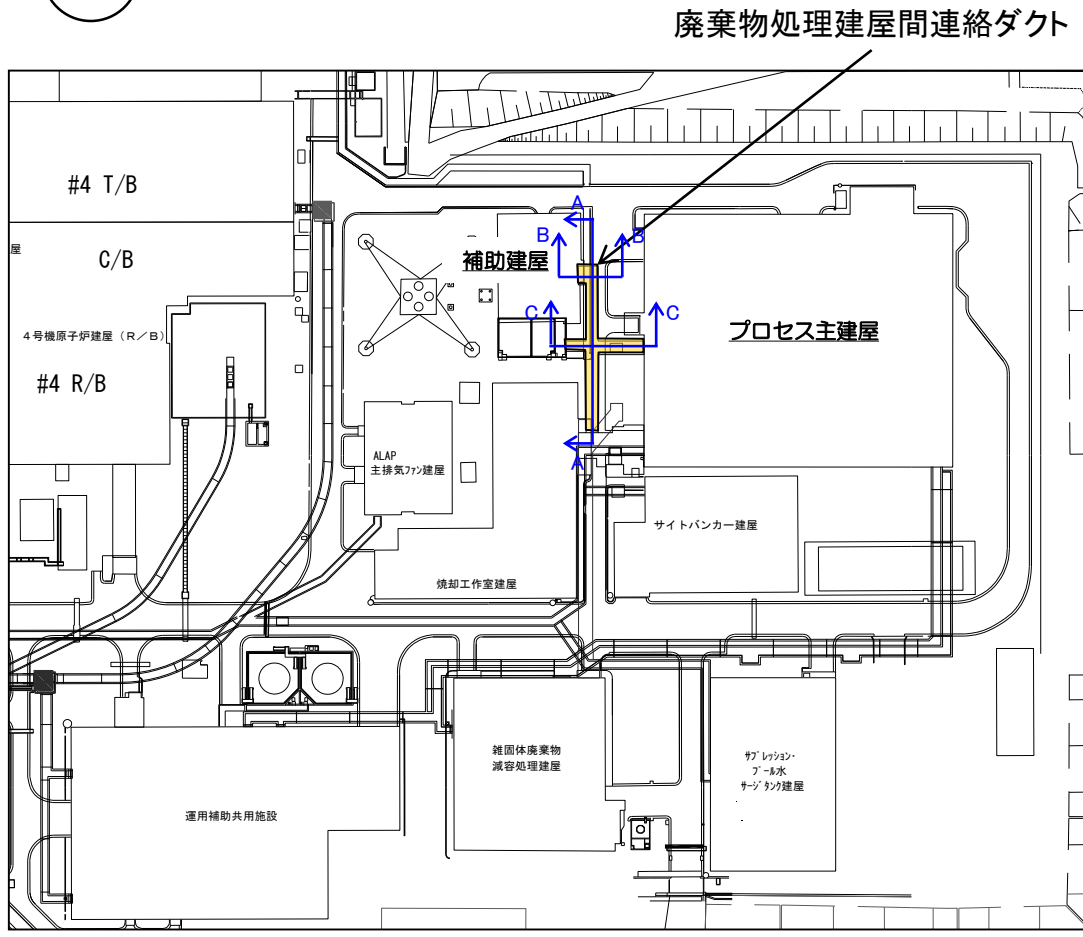 廃棄物処理建屋間連絡ダクト
#4 T/B
屋
C/B
4号機原子炉建屋(R/B)
#4 R/B
補助建屋
A
B
B
C
C
A
プロセス主建屋
ALAP
主排気ファン建屋
サイトバンカー建屋
焼却工作室建屋
雑固体廃棄物
減容処理建屋
サプレッション・
プール水
サージタンク建屋
運用補助共用施設